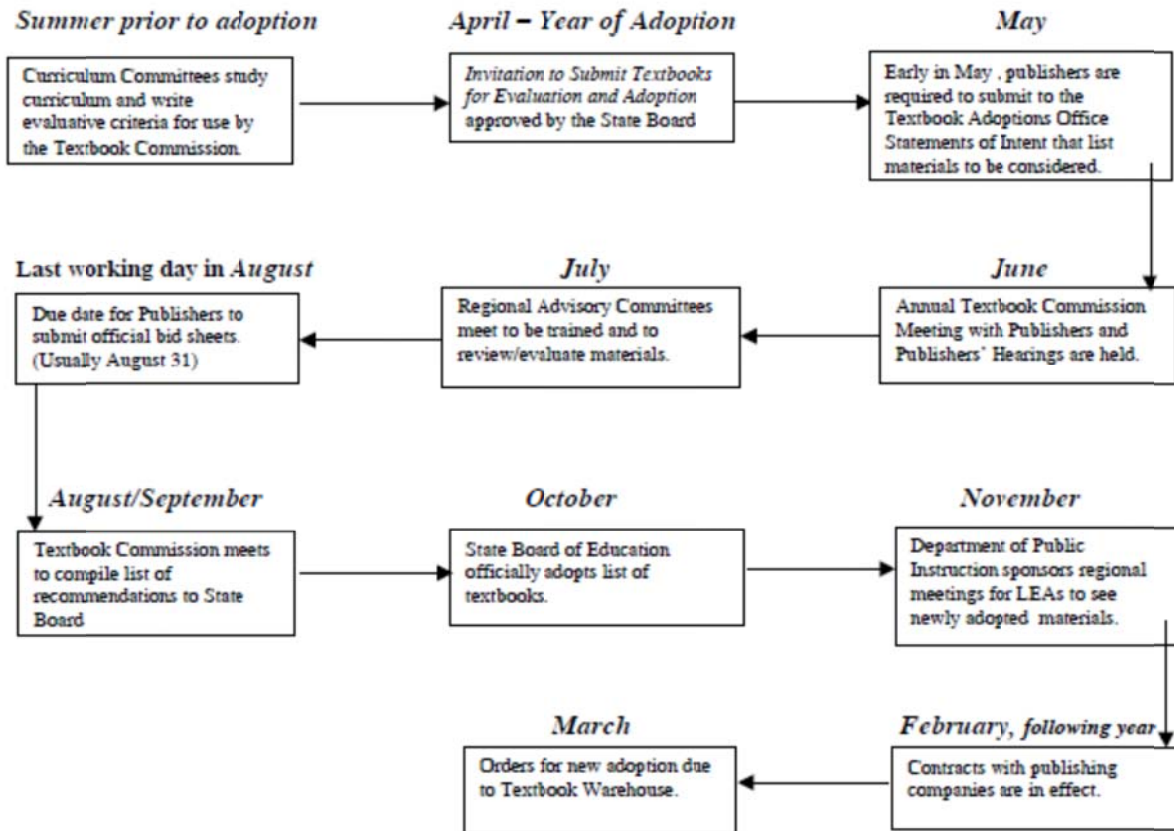 Summer prior to adoption
Curriculum Committees study
curriculum and write
evaluative criteria for use by
the Textbook Commission.
April – Year of Adoption
Invitation to Submit Textbooks
for Evaluation and Adoption
approved by the State Board
May
Early in May , publishers are
required to submit to the
Textbook Adoptions Office
Statements of Intent that list
materials to be considered.
June
Annual Textbook Commission
Meeting with Publishers and
Publishers' Hearings are held.
July
Regional Advisory Committees
meet to be trained and to
review/evaluate materials.
Last working day in August
Due date for Publishers to
submit official bid sheets.
(Usually August 31)
August/September
Textbook Commission meets
to compile list of
recommendations to State
Board
October
State Board of Education
officially adopts list of
textbooks.
November
Department of Public
Instruction sponsors regional
meetings for LEAs to see
newly adopted materials.
February, following year
Contracts with publishing
companies are in effect.
March
Orders for new adoption due
to Textbook Warehouse.